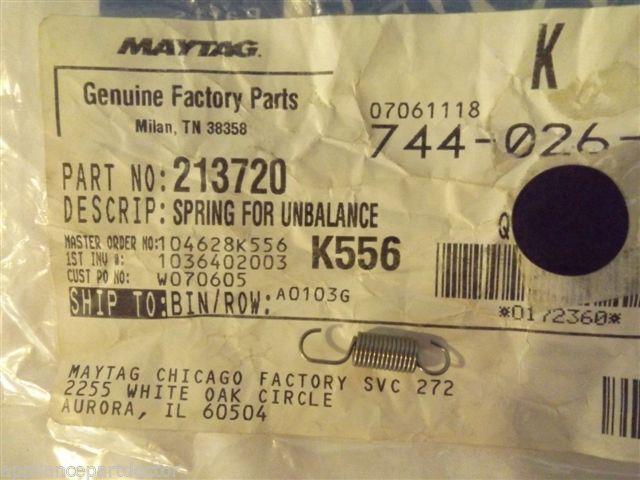 MAYTAG
Genuine Factory Parts
Milan, TN 38358
K
07061118
744-026-
PART NO: 213720
DESCRIP: SPRING FOR UNBALANCE
MASTER ORDER NO: 104628K556
K556
1ST INV #: 1036402003
CUST PO NO: W070605
SHIP TO: BIN/ROW: A0103G
Q
*0172360*
MAYTAG CHICAGO FACTORY SVC 272
2255 WHITE OAK CIRCLE
AURORA, IL 60504
appliancepartdoctor